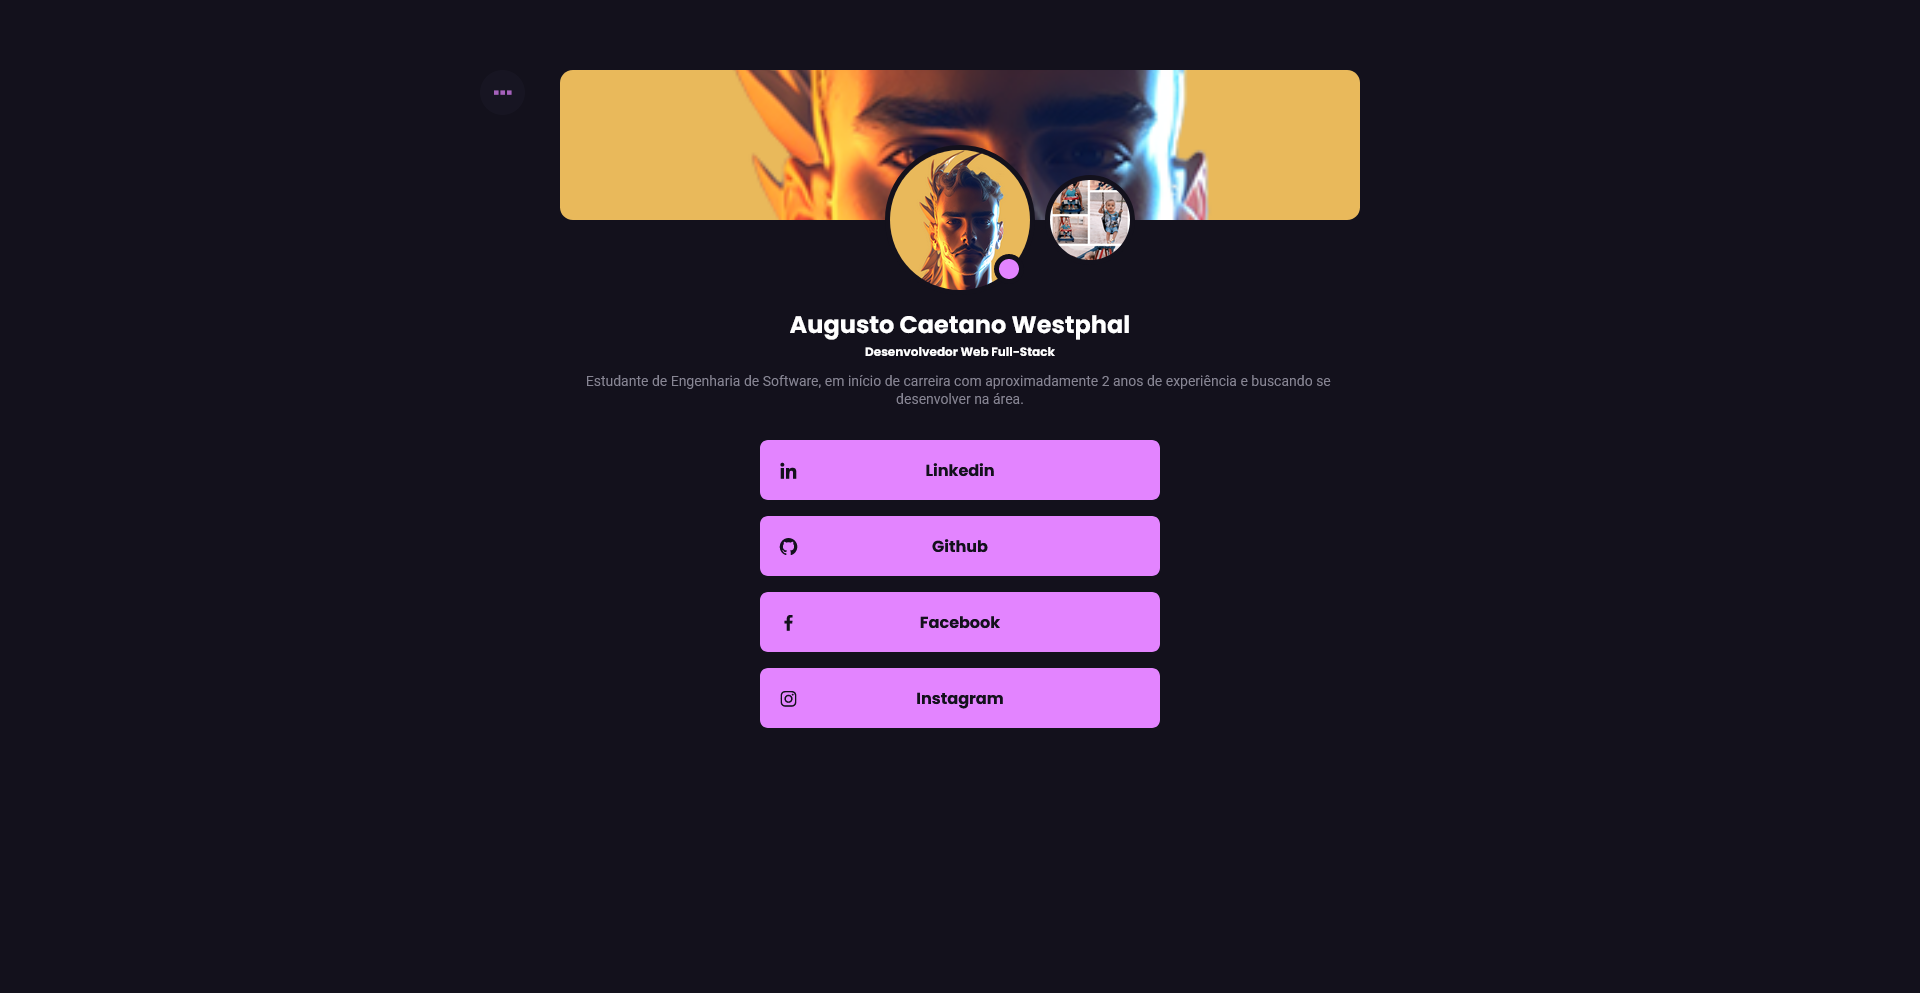 Augusto Caetano Westphal
Desenvolvedor Web Full-Stack
Estudante de Engenharia de Software, em início de carreira com aproximadamente 2 anos de experiência e buscando se
desenvolver na área.
Linkedin
Github
Facebook
Instagram